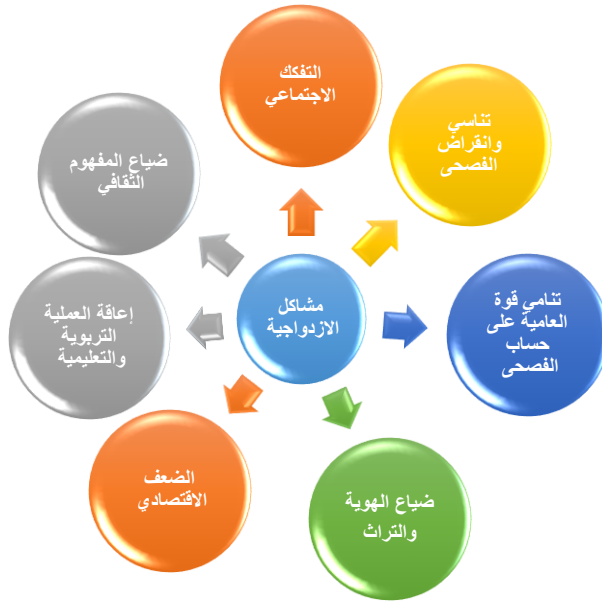 مشاكل
الازدواجية
التفكك
الاجتماعي
تناسي
وانقراض
الفصحى
تنامي قوة
العامية على
حساب
الفصحى
ضياع الهوية
والتراث
الضعف
الاقتصادي
إعاقة العملية
التربوية
والتعليمية
ضياع المفهوم
الثقافي